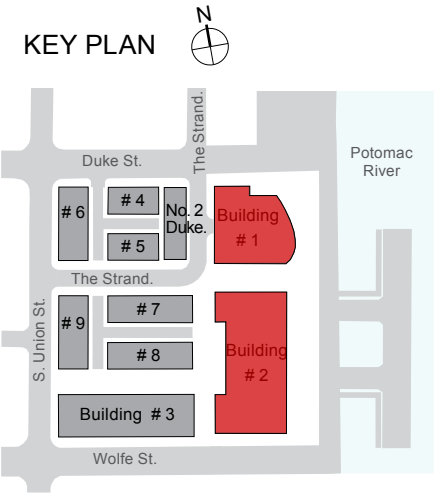 N
KEY PLAN
The Strand.
Duke St.
Potomac
River
# 6
# 4
No. 2
Duke.
Building
# 1
# 5
The Strand.
S. Union St.
# 9
# 7
# 8
Building
# 2
Building # 3
Wolfe St.